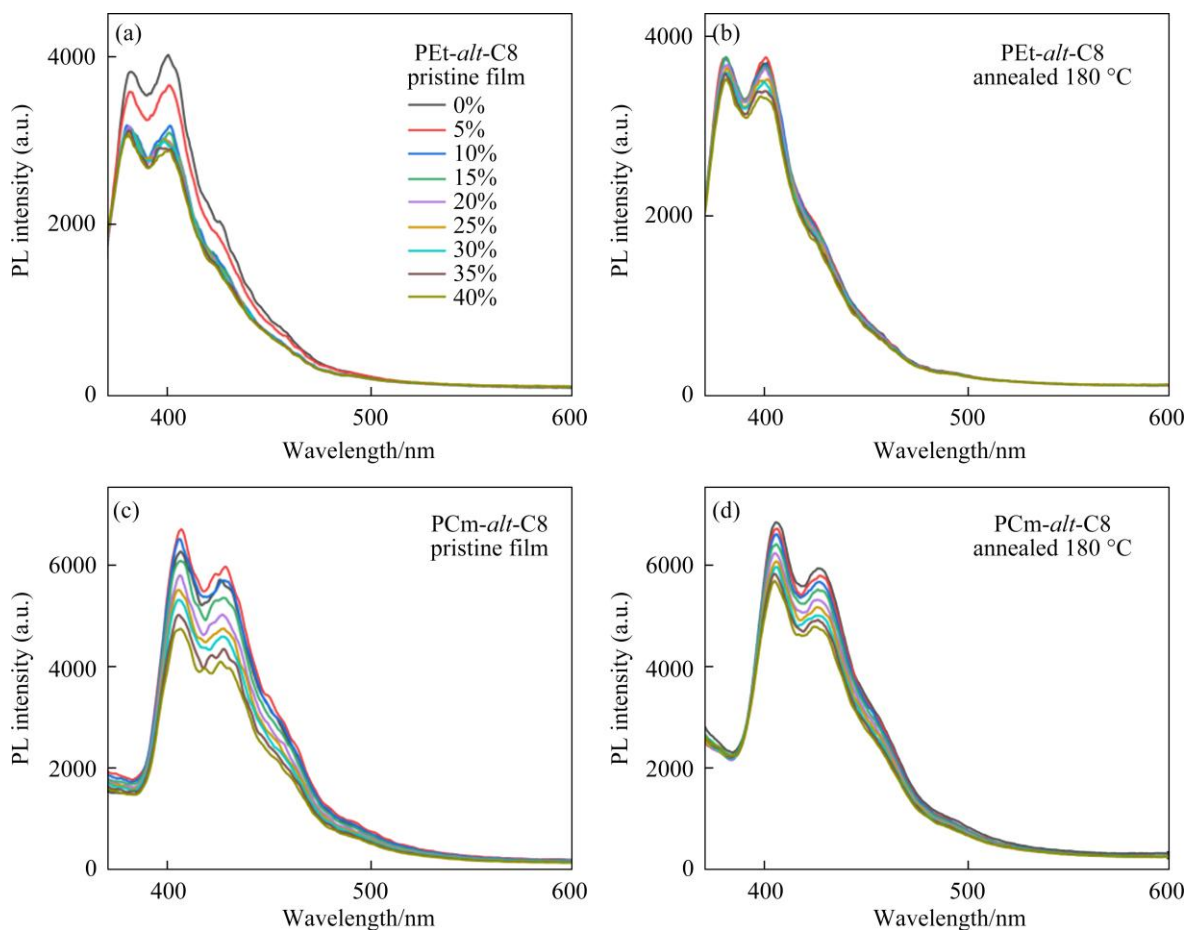 (a)
PEt-alt-C8
pristine film
0%
5%
10%
15%
20%
25%
30%
35%
40%
PL intensity (a.u.)
4000
2000
0
400
500
600
Wavelength/nm
(b)
PEt-alt-C8
annealed 180 °C
PL intensity (a.u.)
4000
2000
0
400
500
600
Wavelength/nm
(c)
PCm-alt-C8
pristine film
PL intensity (a.u.)
6000
4000
2000
0
400
500
600
Wavelength/nm
(d)
PCm-alt-C8
annealed 180 °C
PL intensity (a.u.)
6000
4000
2000
0
400
500
600
Wavelength/nm